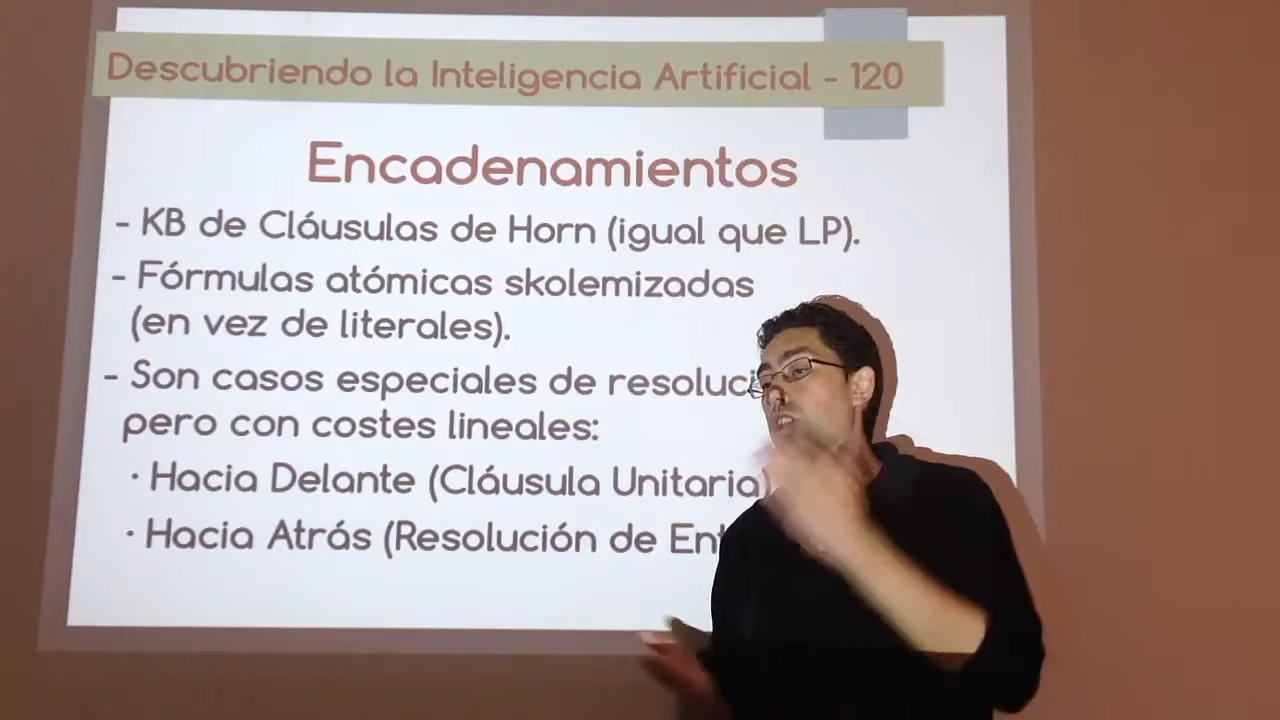 Descubriendo la Inteligencia Artificial - 120
Encadenamientos
- KB de Cláusulas de Horn (igual que LP).
- Fórmulas atómicas skolemizadas
(en vez de literales).
- Son casos especiales de
pero con costes lineales:
· Hacia Delante (Cláusula Unitaria)
· Hacia Atrás (Resolución de